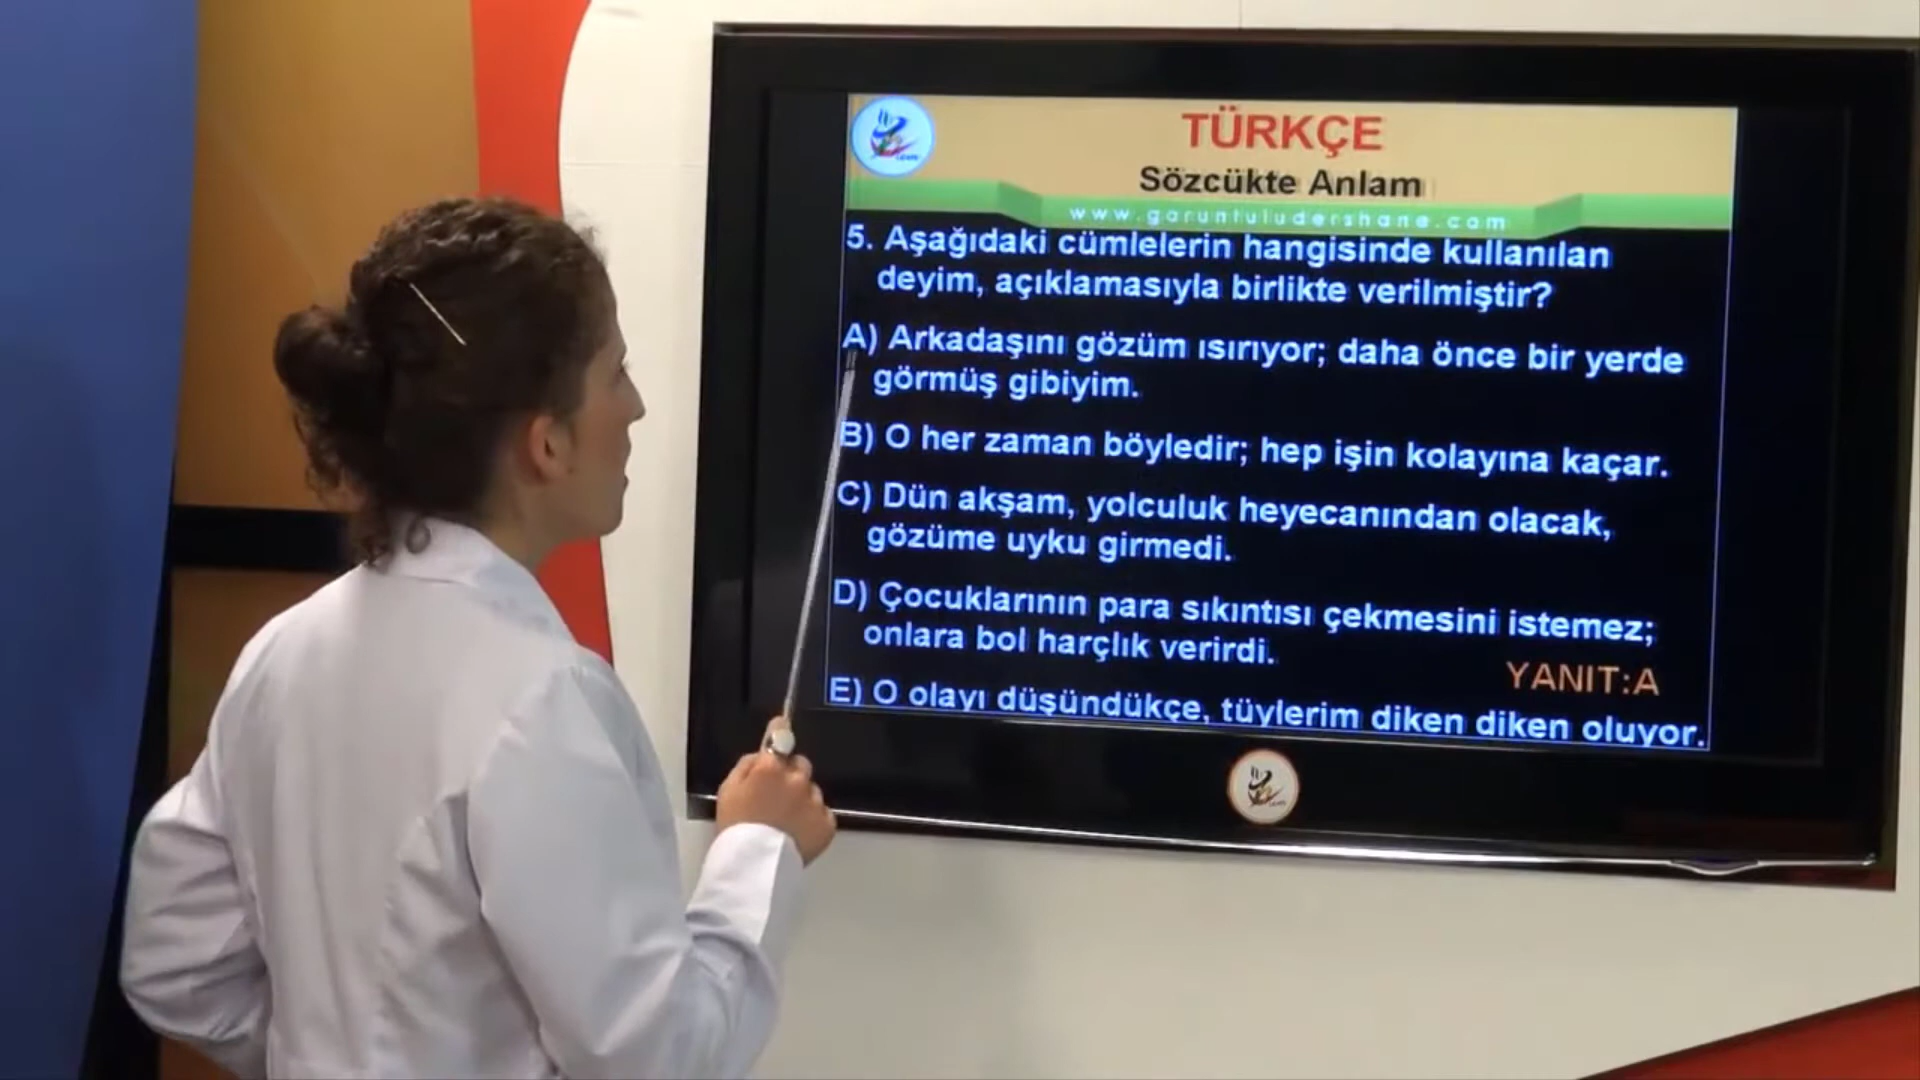 TÜRKÇE
Sözcükte Anlam
www.goruntuludershane.com
5. Aşağıdaki cümlelerin hangisinde kullanılan
deyim, açıklamasıyla birlikte verilmiştir?
A) Arkadaşını gözüm ısırıyor; daha önce bir yerde
görmüş gibiyim.
B) O her zaman böyledir; hep işin kolayına kaçar.
C) Dün akşam, yolculuk heyecanından olacak,
gözüme uyku girmedi.
D) Çocuklarının para sıkıntısı çekmesini istemez;
onlara bol harçlık verirdi.
YANIT:A
E) O olayı düşündükçe, tüylerim diken diken oluyor.